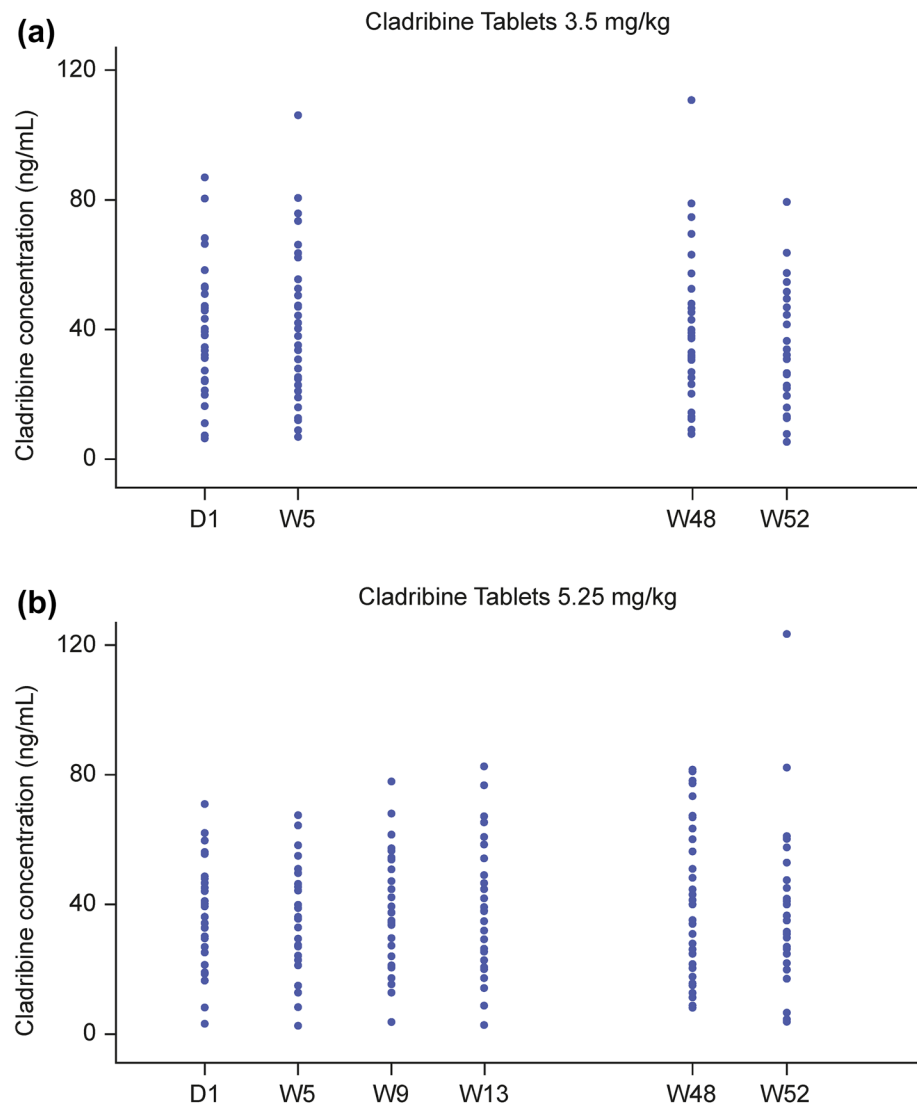 (a)
Cladribine Tablets 3.5 mg/kg
Cladribine concentration (ng/mL)
120
80
40
0
D1 W5 W48 W52
(b)
Cladribine Tablets 5.25 mg/kg
Cladribine concentration (ng/mL)
120
80
40
0
D1 W5 W9 W13 W48 W52